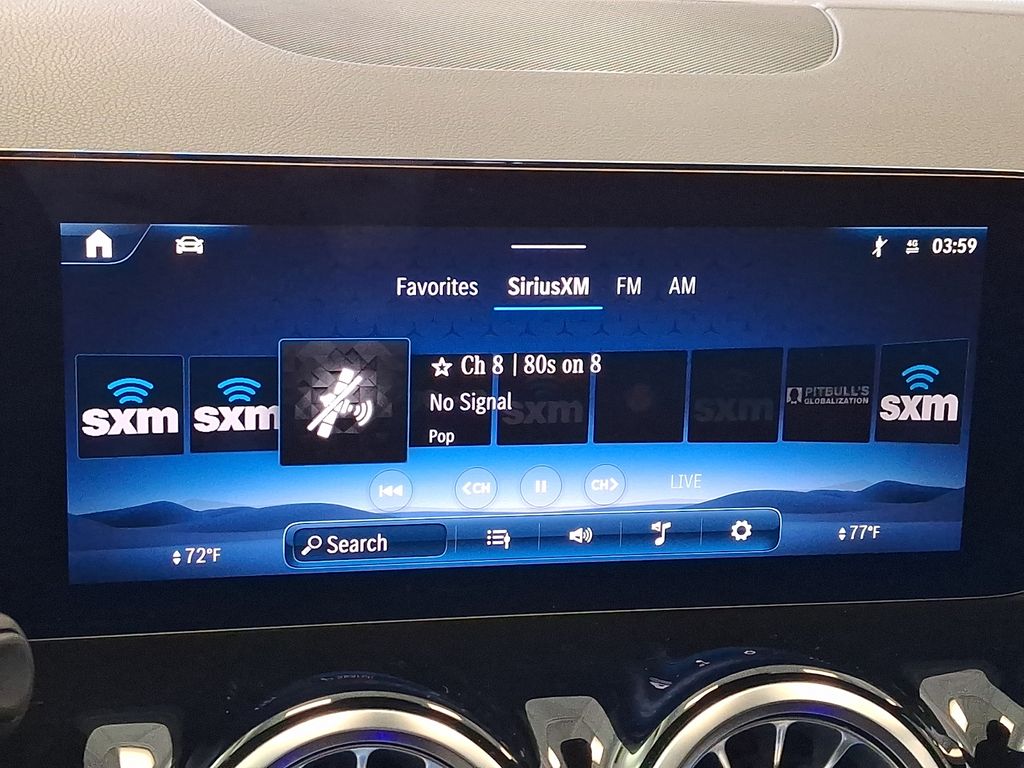 4G
03:59
Favorites
SiriusXM
FM
AM
sxm
sxm
Ch 8 | 80s on 8
No Signal
Pop
sxm
sxm
PITBULL'S
GLOBALIZATION
sxm
<CH
CH>
LIVE
72°F
Search
77°F